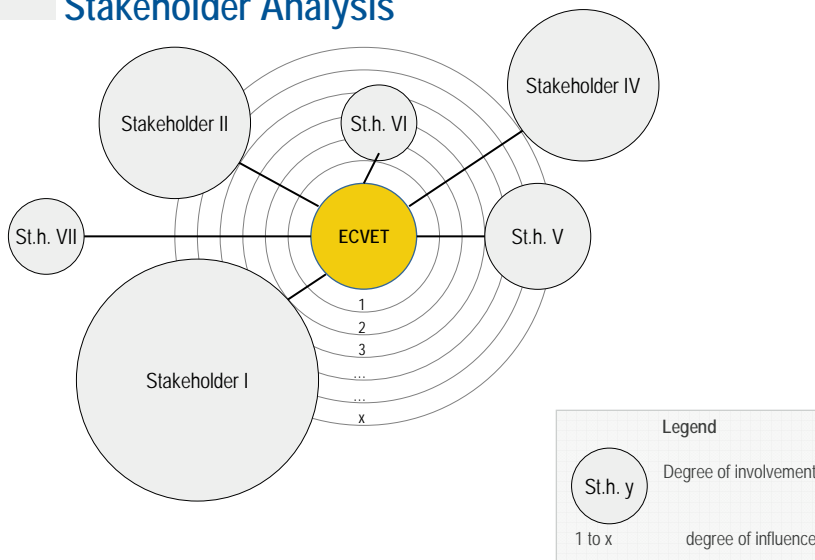 Stakeholder Analysis
Stakeholder IV
Stakeholder II
St.h. VI
St.h. VII
ECVET
St.h. V
1
2
3
...
...
x
Stakeholder I
Legend
St.h. y
Degree of involvement
1 to x
degree of influence